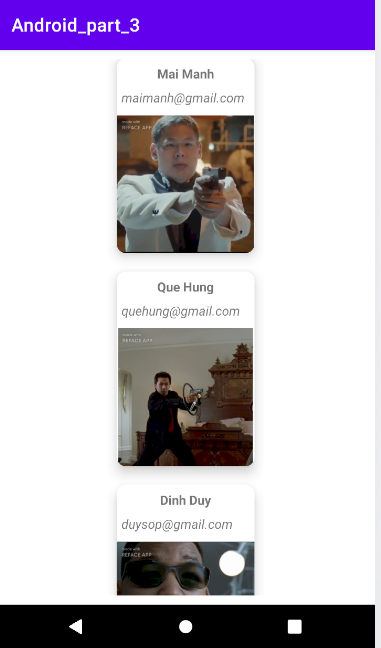 Android_part_3
Mai Manh
maimanh@gmail.com
made with
REFACE APP
Que Hung
quehung@gmail.com
made with
REFACE APP
Dinh Duy
duysop@gmail.com
made with
REFACE APP